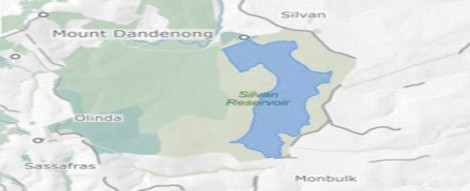 Silvan
Mount Dandenong
Silvan
Reservoir
Olinda
Sassafras
Monbulk